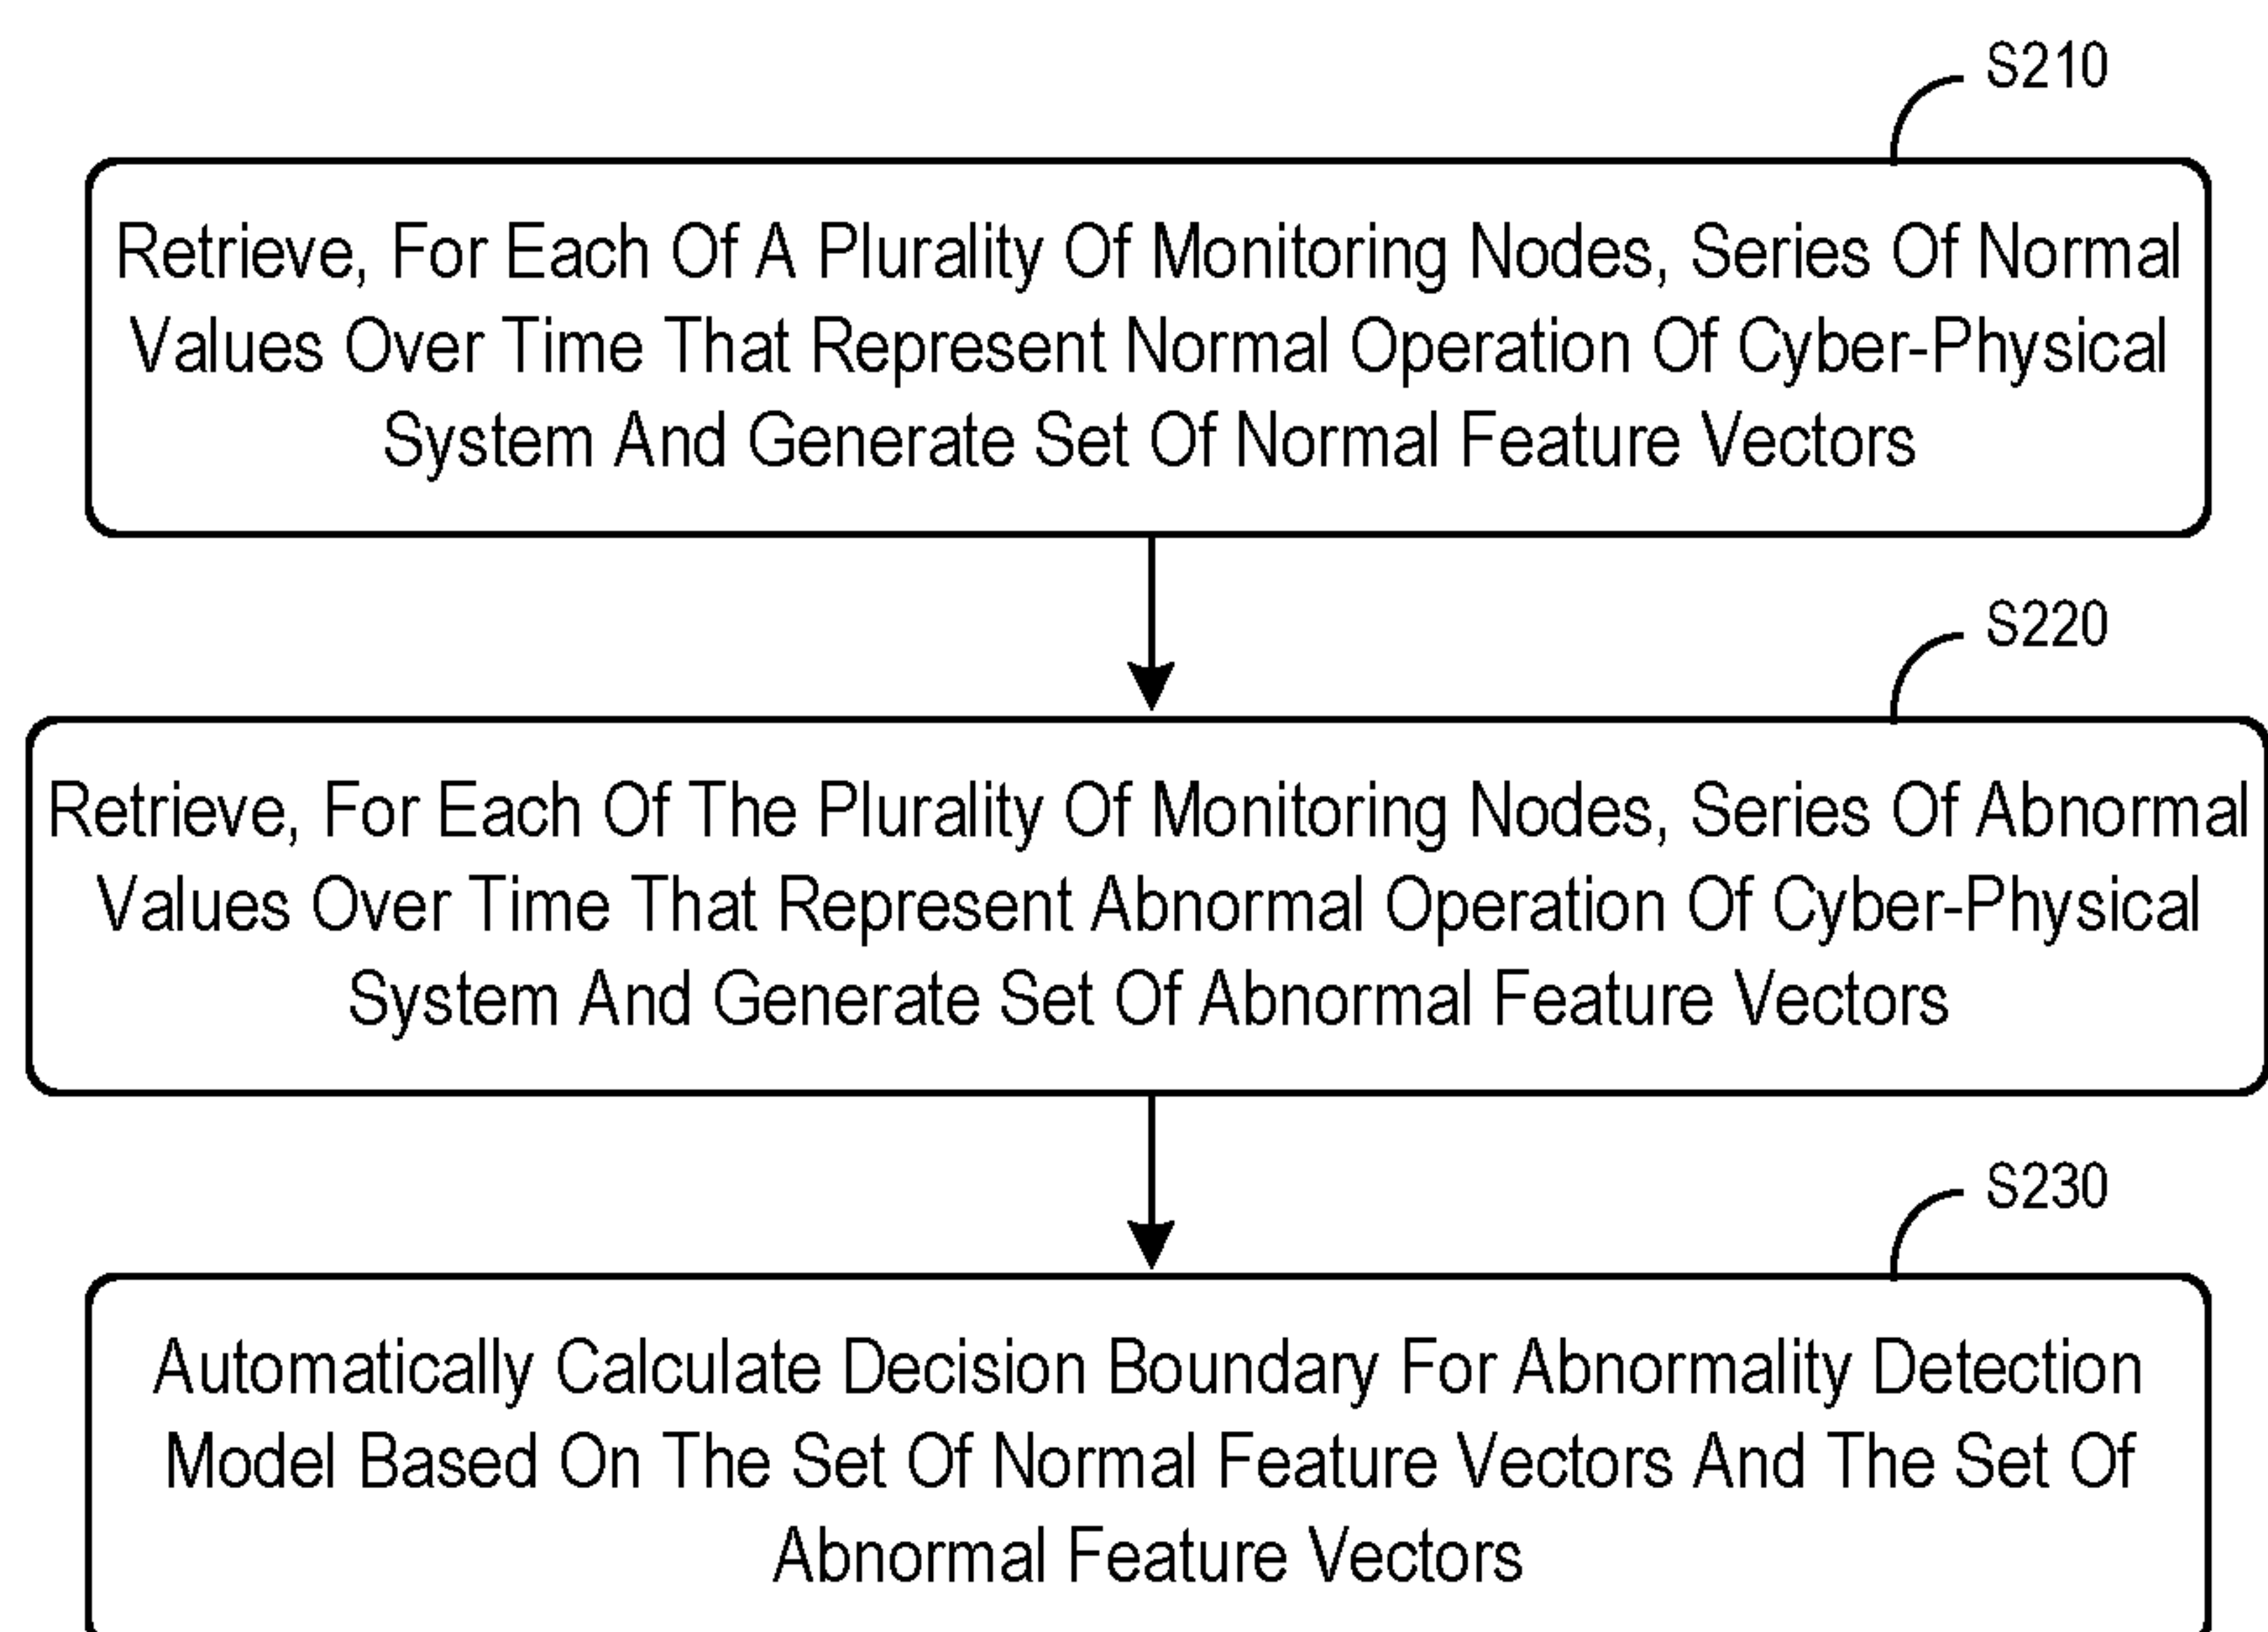 S210
Retrieve, For Each Of A Plurality Of Monitoring Nodes, Series Of Normal
Values Over Time That Represent Normal Operation Of Cyber-Physical
System And Generate Set Of Normal Feature Vectors
S220
Retrieve, For Each Of The Plurality Of Monitoring Nodes, Series Of Abnormal
Values Over Time That Represent Abnormal Operation Of Cyber-Physical
System And Generate Set Of Abnormal Feature Vectors
S230
Automatically Calculate Decision Boundary For Abnormality Detection
Model Based On The Set Of Normal Feature Vectors And The Set Of
Abnormal Feature Vectors